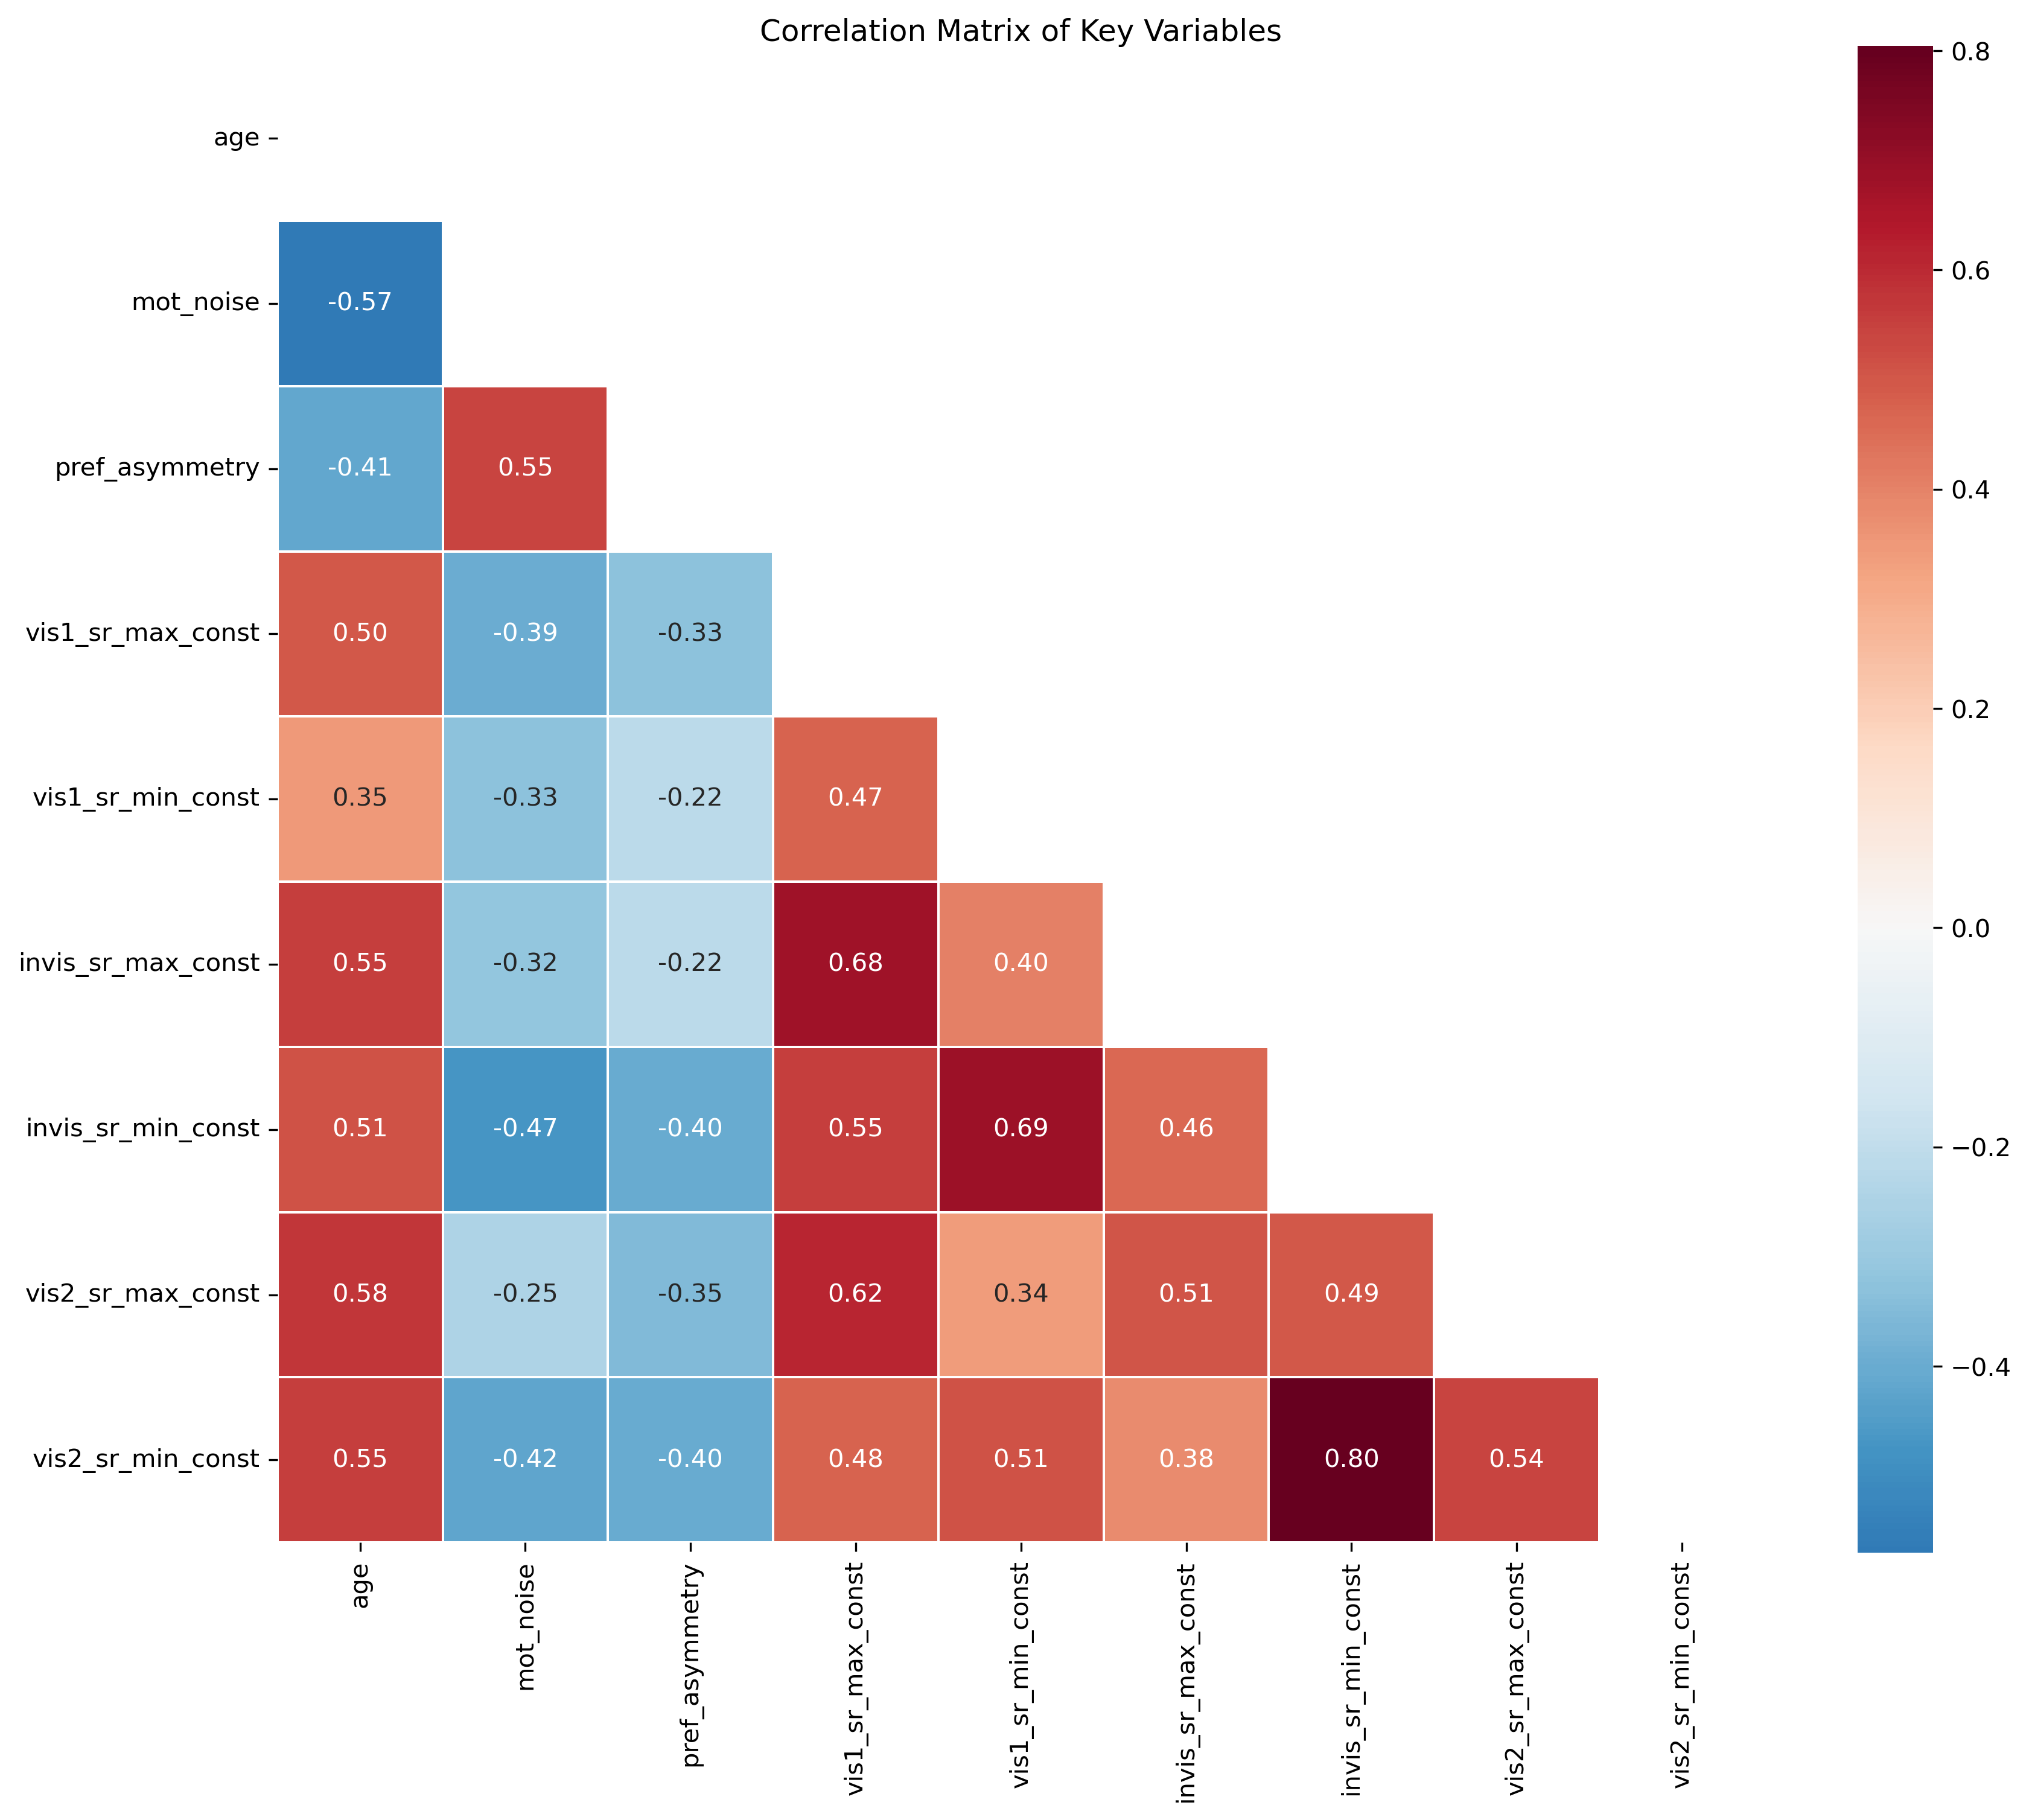 Correlation Matrix of Key Variables
age
mot_noise -0.57
pref_asymmetry -0.41 0.55
vis1_sr_max_const 0.50 -0.39 -0.33
vis1_sr_min_const 0.35 -0.33 -0.22 0.47
invis_sr_max_const 0.55 -0.32 -0.22 0.68 0.40
invis_sr_min_const 0.51 -0.47 -0.40 0.55 0.69 0.46
vis2_sr_max_const 0.58 -0.25 -0.35 0.62 0.34 0.51 0.49
vis2_sr_min_const 0.55 -0.42 -0.40 0.48 0.51 0.38 0.80 0.54
age
mot_noise
pref_asymmetry
vis1_sr_max_const
vis1_sr_min_const
invis_sr_max_const
invis_sr_min_const
vis2_sr_max_const
vis2_sr_min_const
0.8
0.6
0.4
0.2
0.0
−0.2
−0.4